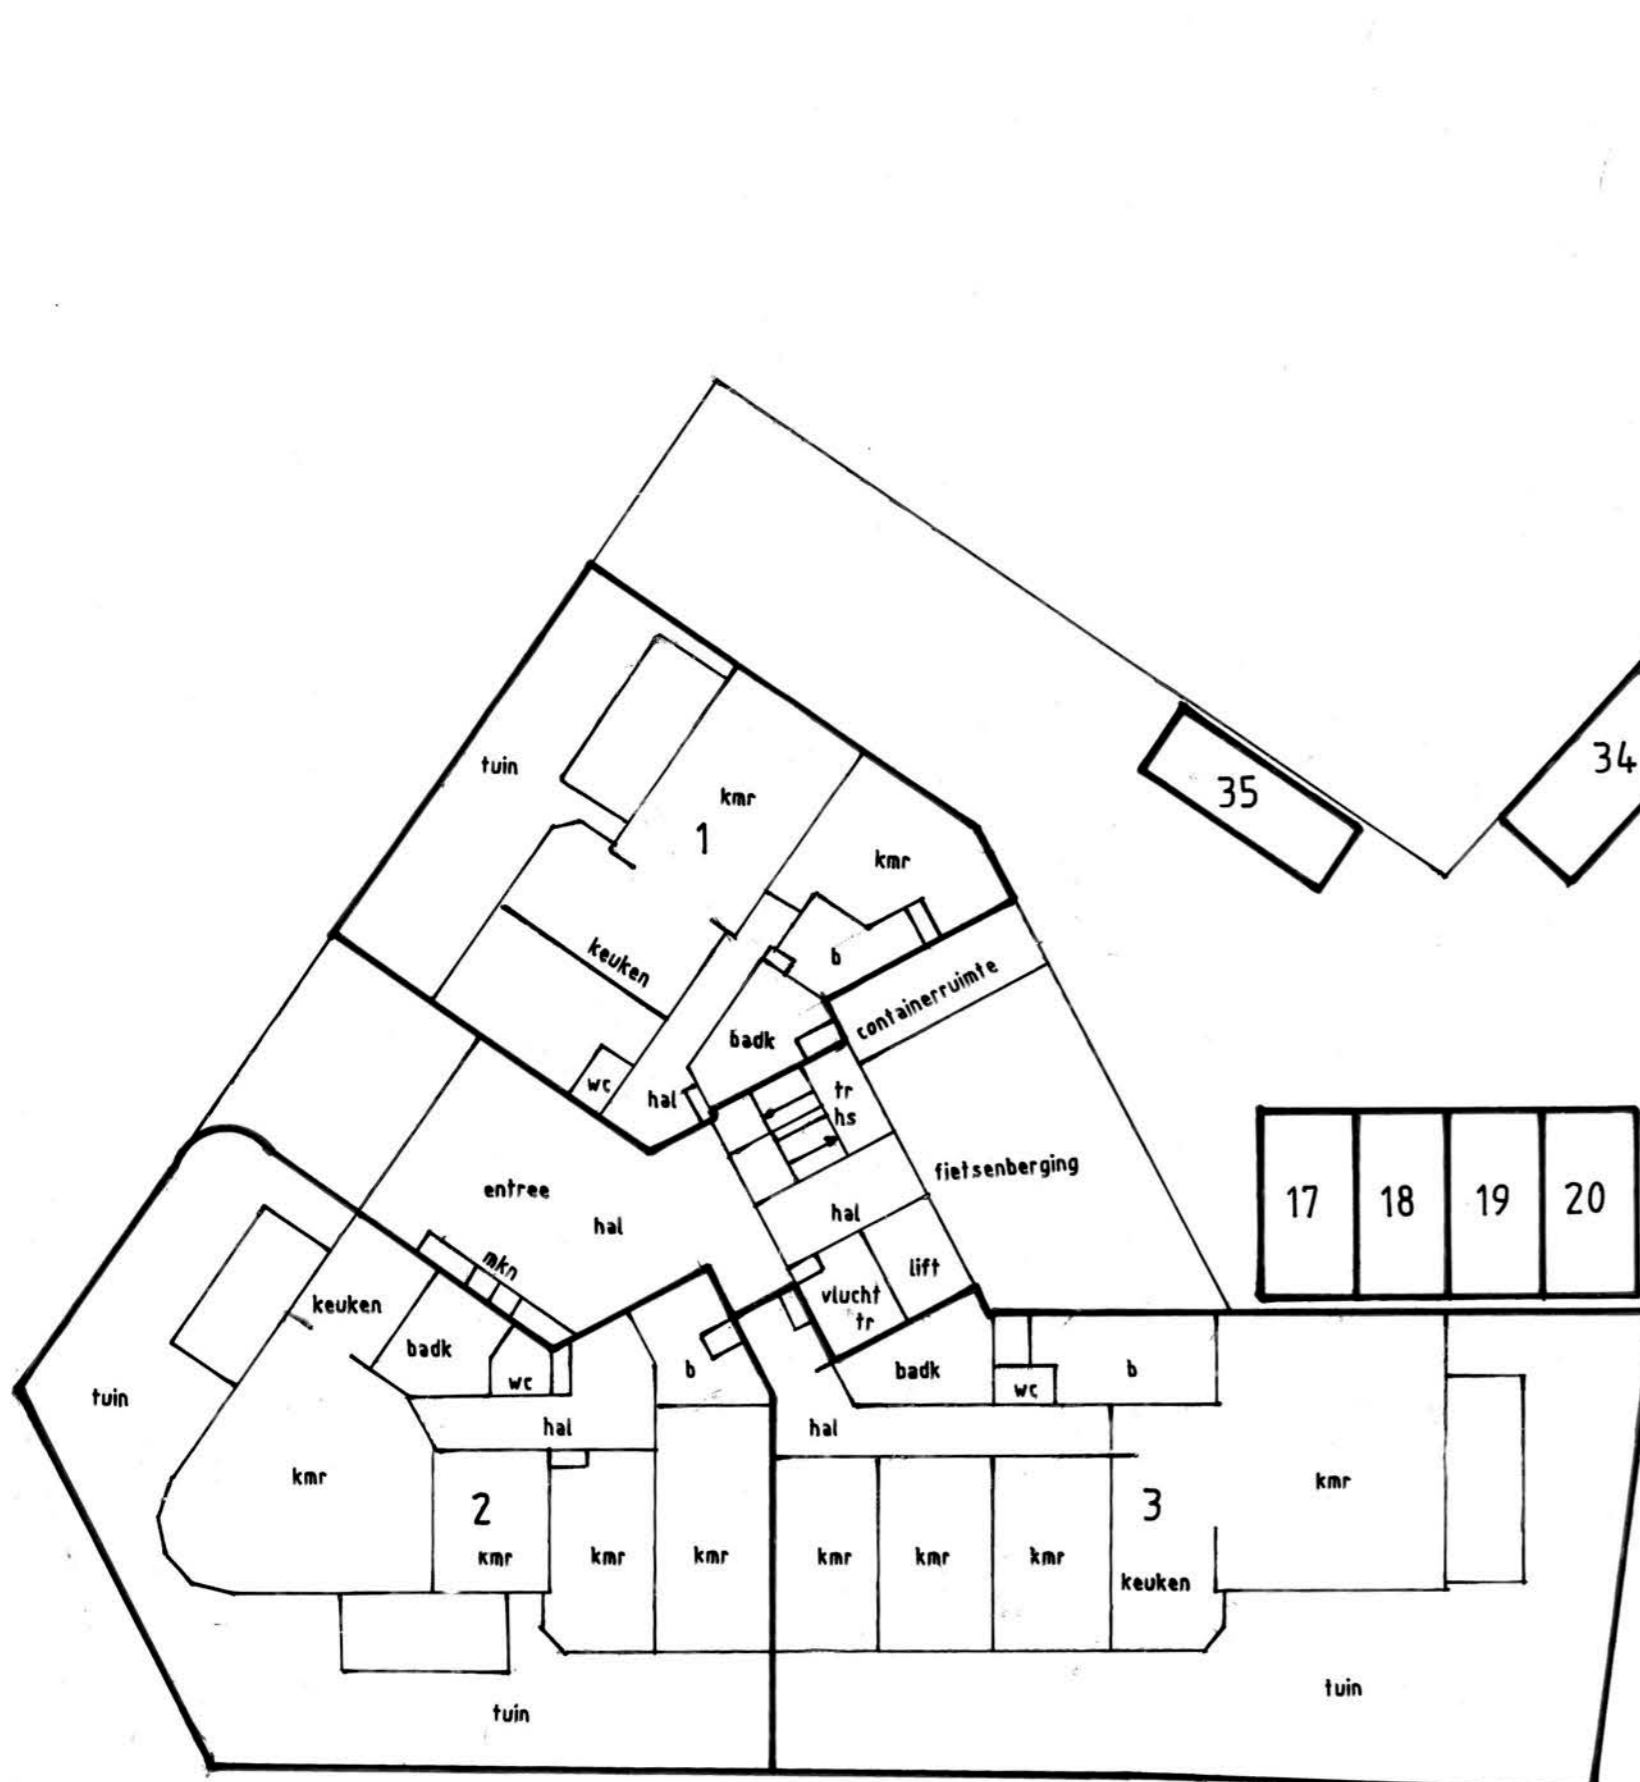 tuin
kmr
1
35
34
kmr
keuken
b
containerruimte
badk
wc
hal
tr
hs
17
18
19
20
fietsenberging
entree
hal
hal
mkn
lift
vlucht
tr
keuken
badk
wc
b
badk
wc
b
tuin
hal
hal
kmr
2
kmr
kmr
kmr
kmr
kmr
kmr
3
keuken
kmr
tuin
tuin